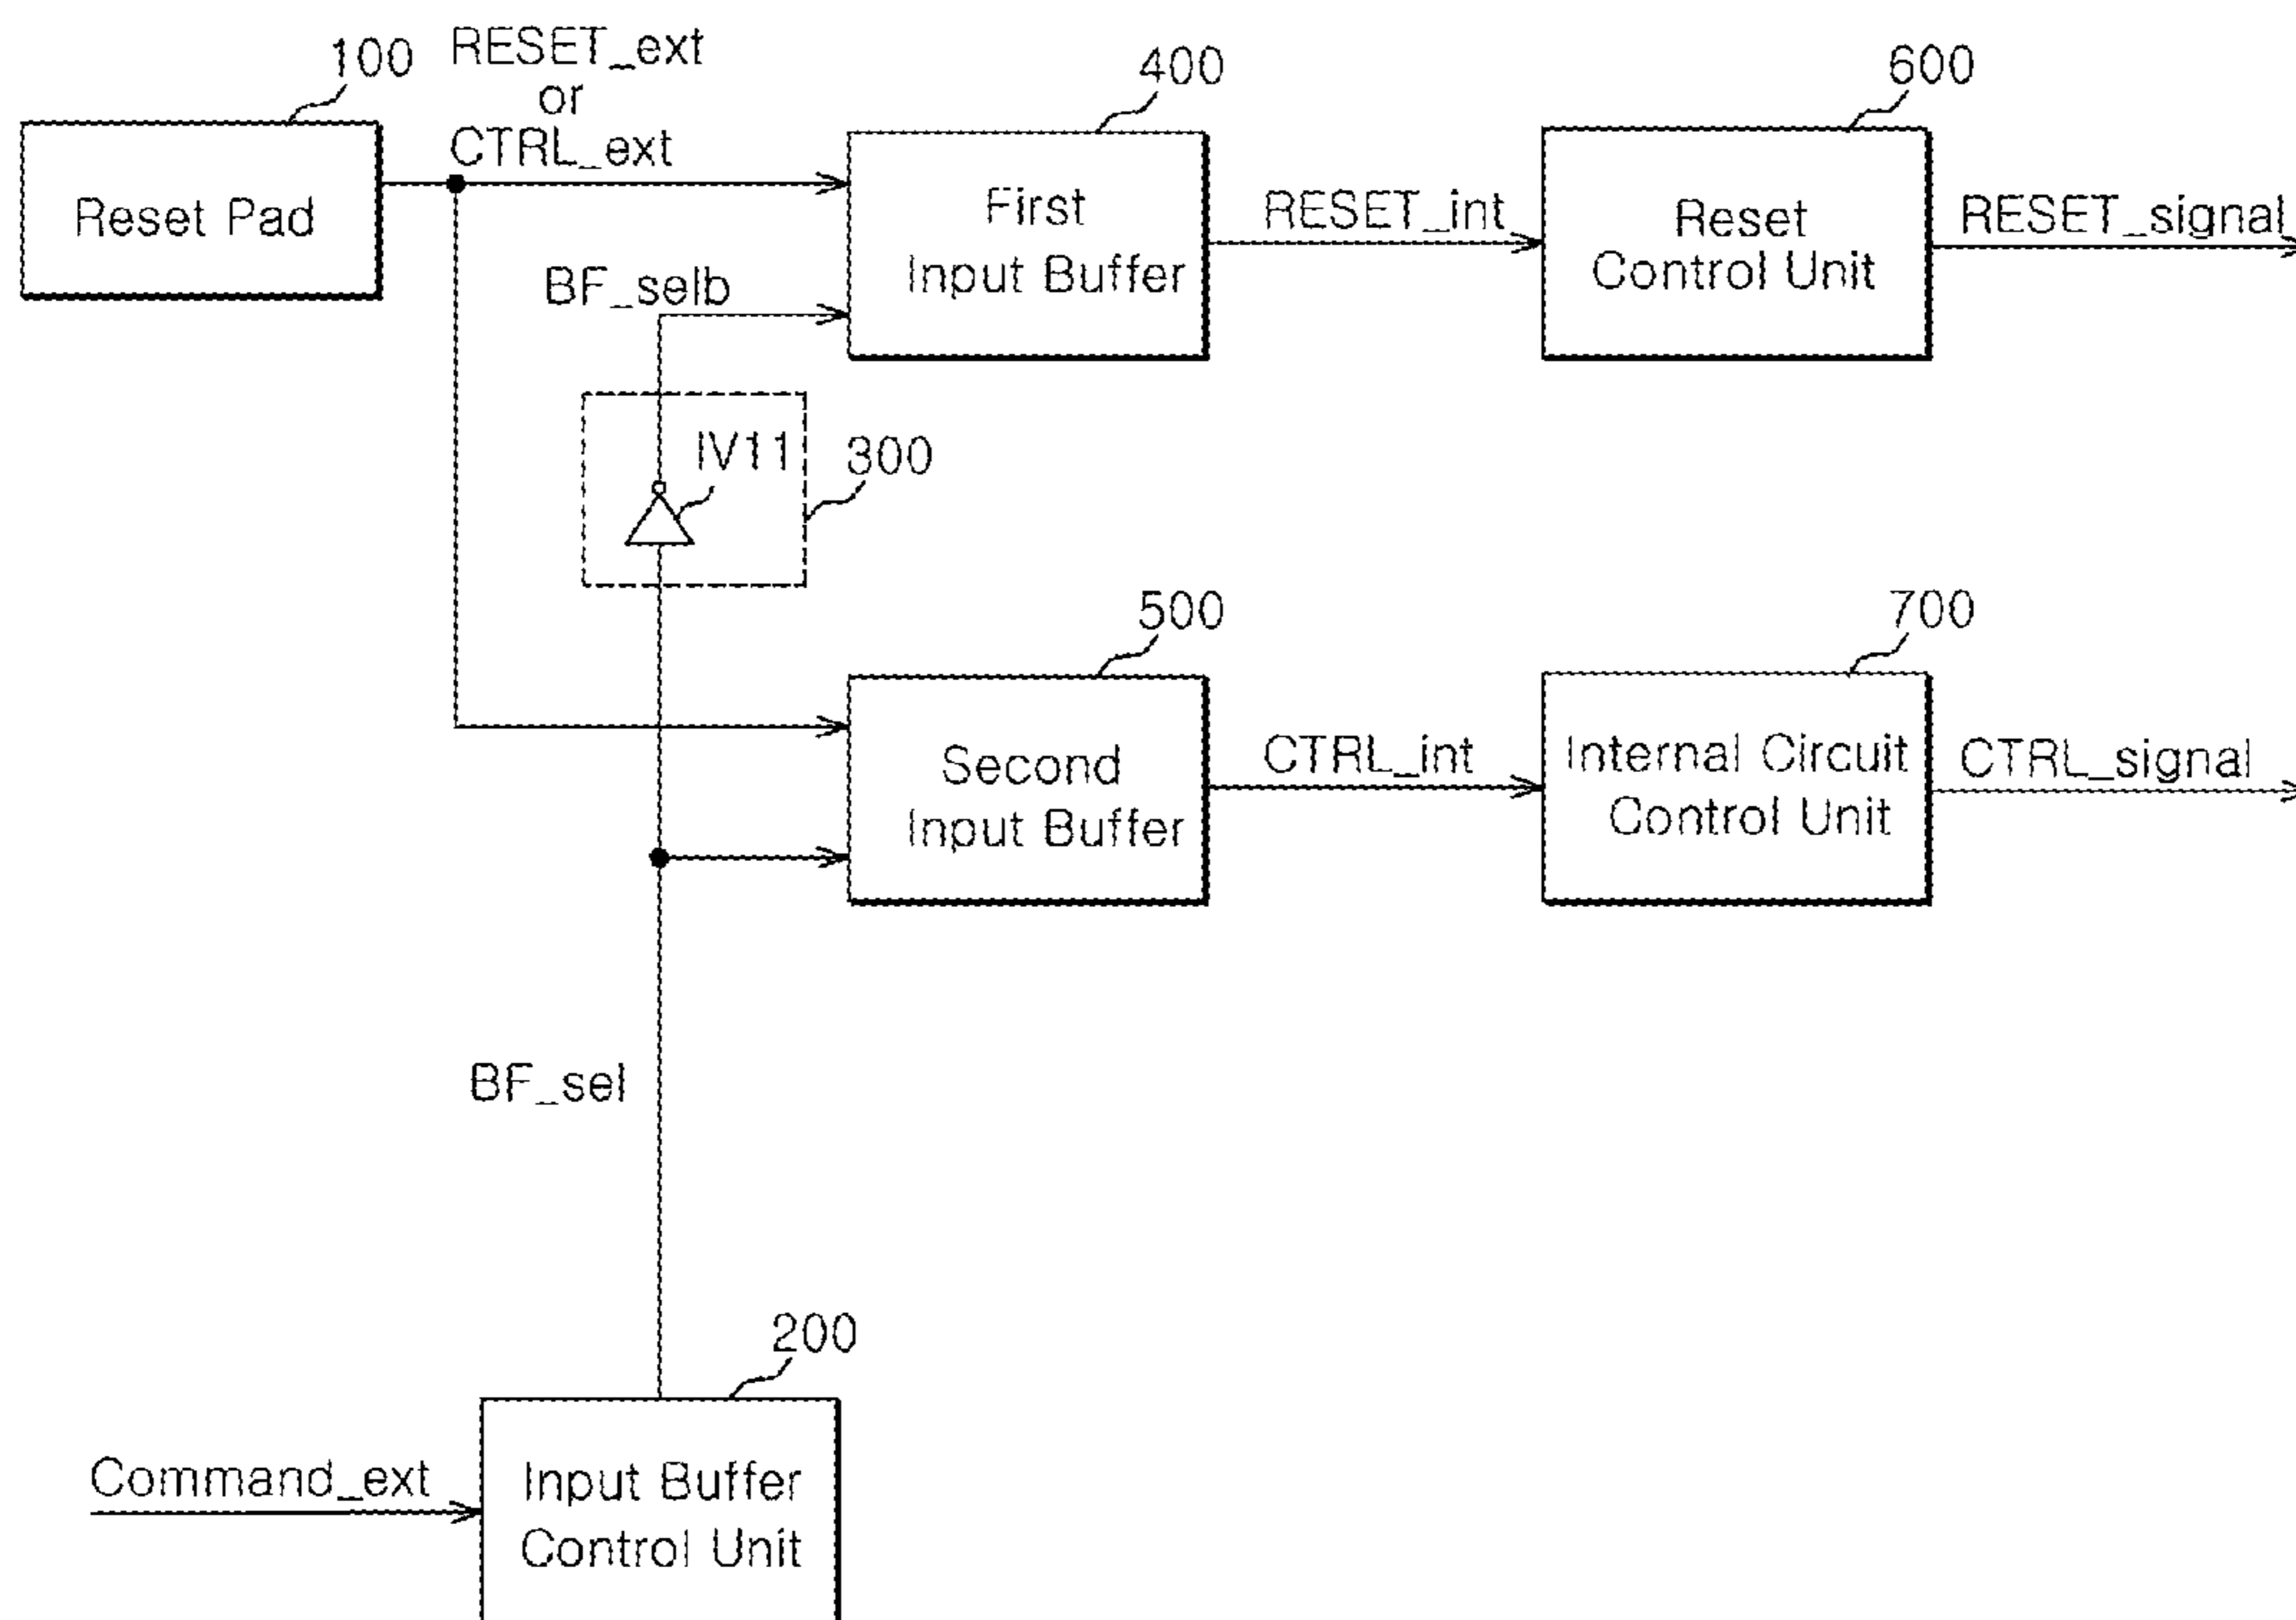 100
RESET_ext
or
CTRL_ext
Reset Pad
400
First
Input Buffer
RESET_int
600
Reset
Control Unit
RESET_signal
BF_selb
IV11
300
500
Second
Input Buffer
CTRL_int
700
Internal Circuit
Control Unit
CTRL_signal
BF_sel
200
Command_ext
Input Buffer
Control Unit